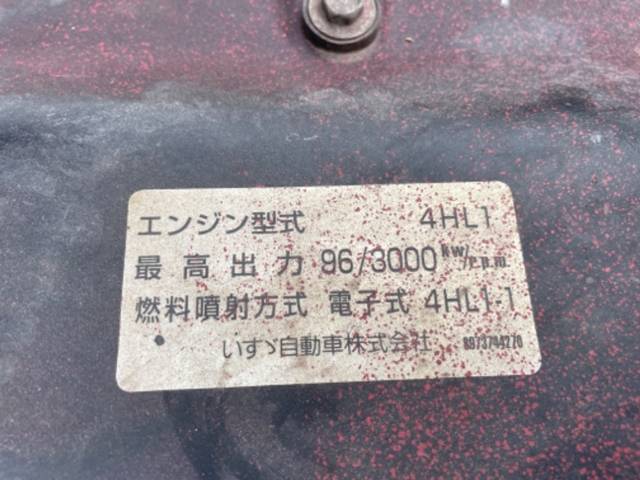 エンジン型式 4HL1
最高出力 96/3000 kw/r.p.m.
燃料噴射方式 電子式 4HL1-1
いすゞ自動車株式会社 8973744270